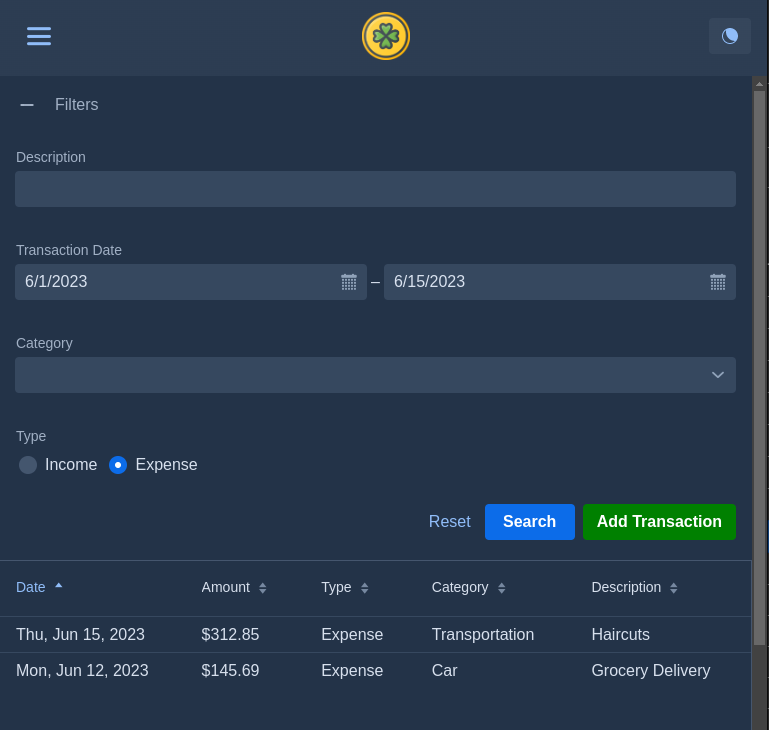 Filters
Description
Transaction Date
6/1/2023 – 6/15/2023
Category
Type
Income Expense
Reset Search Add Transaction
Date Amount Type Category Description
Thu, Jun 15, 2023 $312.85 Expense Transportation Haircuts
Mon, Jun 12, 2023 $145.69 Expense Car Grocery Delivery